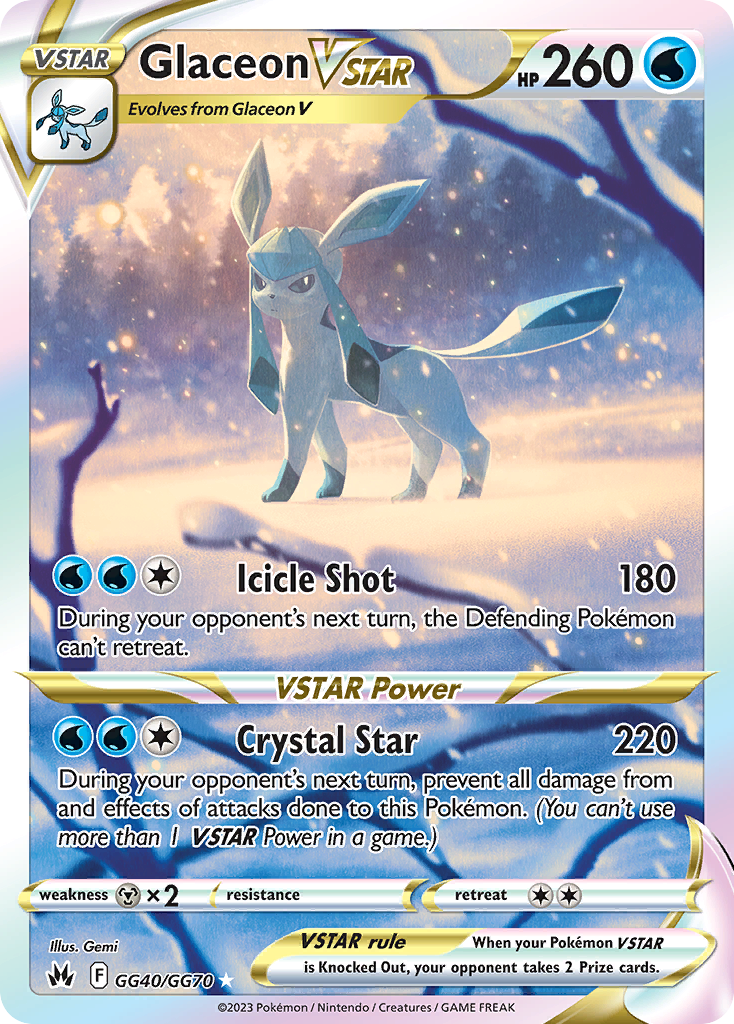 VSTAR
Glaceon VSTAR
HP 260
Evolves from Glaceon V
Icicle Shot 180
During your opponent's next turn, the Defending Pokémon
can't retreat.
VSTAR Power
Crystal Star 220
During your opponent's next turn, prevent all damage from
and effects of attacks done to this Pokémon. (You can't use
more than 1 VSTAR Power in a game.)
weakness ×2 resistance retreat
Illus. Gemi
VSTAR rule When your Pokémon VSTAR
is Knocked Out, your opponent takes 2 Prize cards.
F GG40/GG70
©2023 Pokémon / Nintendo / Creatures / GAME FREAK